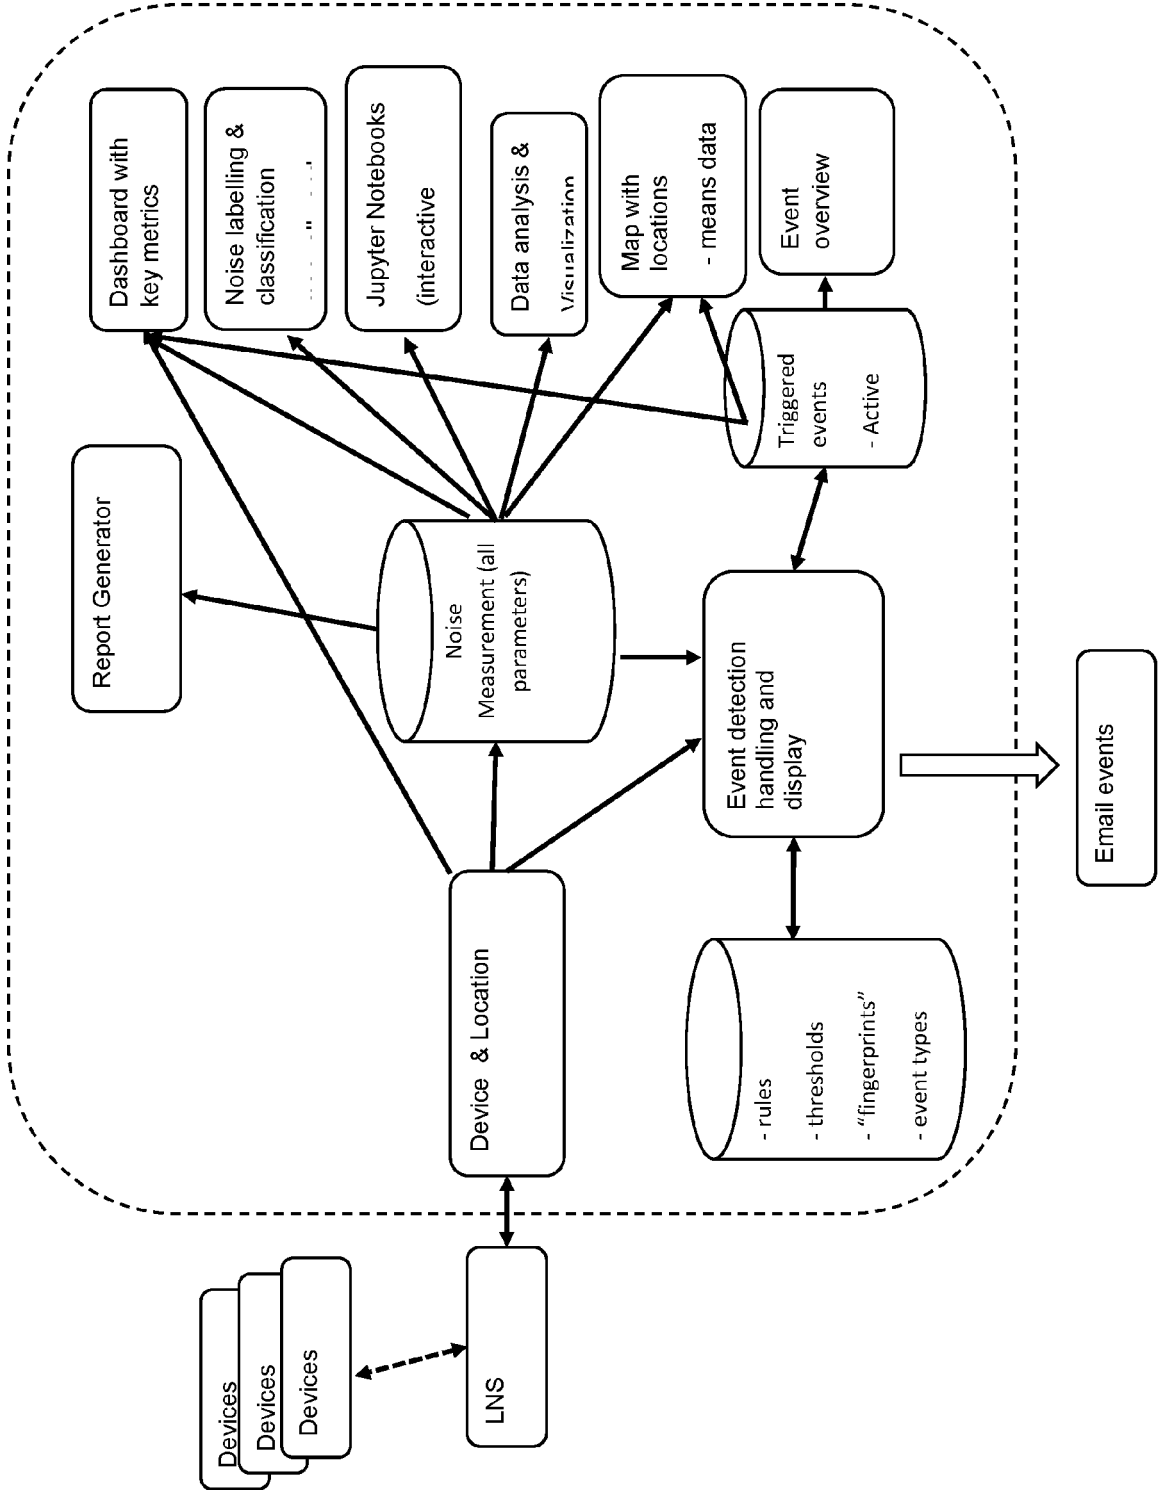 Devices
Devices
Devices
LNS
Device & Location
Report Generator
Noise
Measurement (all
parameters)
Dashboard with
key metrics
Noise labelling &
classification
Jupyter Notebooks
(interactive
Data analysis &
Visualization
Map with
locations
- means data
Event
overview
Triggered
events
- Active
Event detection
handling and
display
- rules
- thresholds
- “fingerprints”
- event types
Email events